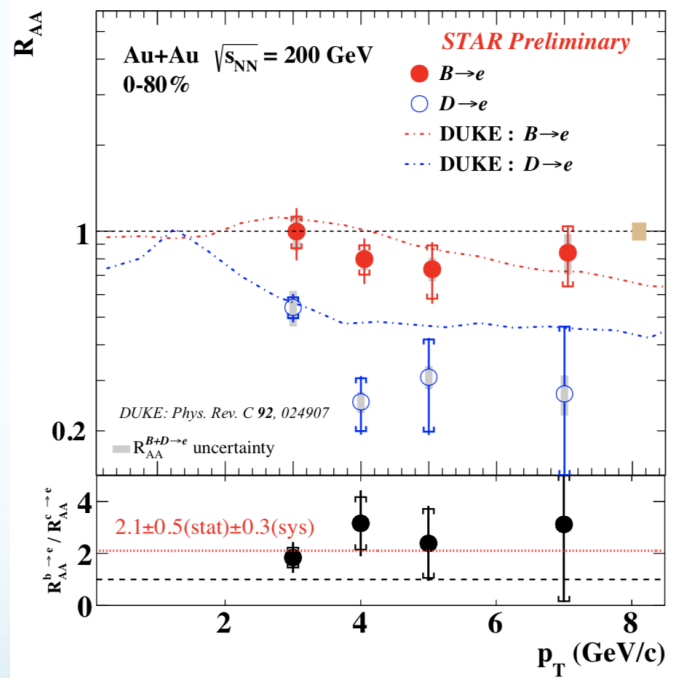 R_AA
Au+Au √s_NN = 200 GeV
0-80%
STAR Preliminary
B→e
D→e
DUKE : B→e
DUKE : D→e
1
0.2
DUKE: Phys. Rev. C 92, 024907
R_AA^{B+D→e} uncertainty
R_AA^{b→e} / R_AA^{c→e}
4
2
0
2.1±0.5(stat)±0.3(sys)
2 4 6 8
p_T (GeV/c)